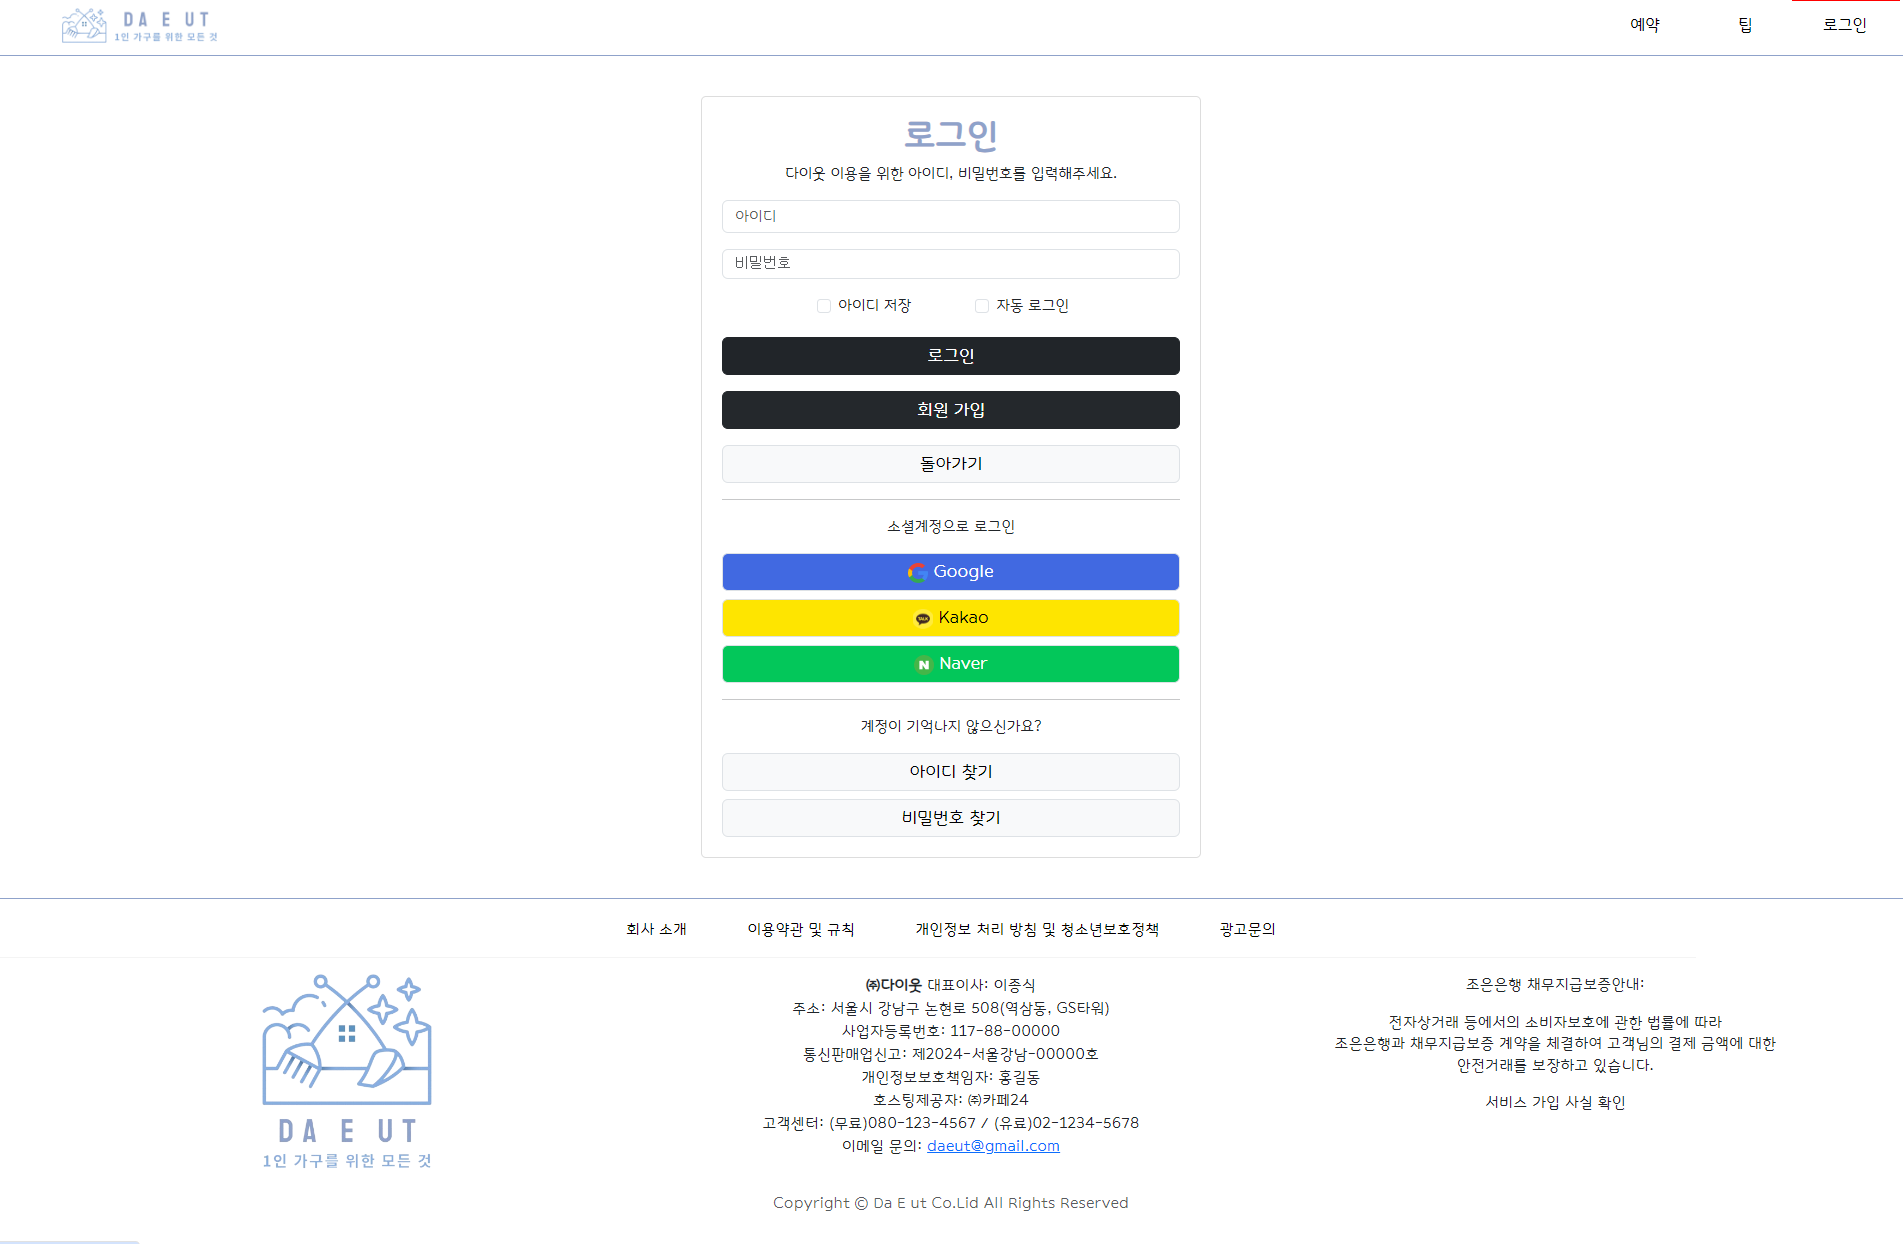 DA E UT
1인 가구를 위한 모든 것
예약
팁
로그인
로그인
다이웃 이용을 위한 아이디, 비밀번호를 입력해주세요.
아이디
비밀번호
아이디 저장
자동 로그인
로그인
회원 가입
돌아가기
소셜계정으로 로그인
Google
TALK
Kakao
N
Naver
계정이 기억나지 않으신가요?
아이디 찾기
비밀번호 찾기
회사 소개
이용약관 및 규칙
개인정보 처리 방침 및 청소년보호정책
광고문의
DA E UT
1인 가구를 위한 모든 것
㈜다이웃 대표이사: 이종식
주소: 서울시 강남구 논현로 508(역삼동, GS타워)
사업자등록번호: 117-88-00000
통신판매업신고: 제2024-서울강남-00000호
개인정보보호책임자: 홍길동
호스팅제공자: ㈜카페24
고객센터: (무료)080-123-4567 / (유료)02-1234-5678
이메일 문의: daeut@gmail.com
조은은행 채무지급보증안내:
전자상거래 등에서의 소비자보호에 관한 법률에 따라
조은은행과 채무지급보증 계약을 체결하여 고객님의 결제 금액에 대한
안전거래를 보장하고 있습니다.
서비스 가입 사실 확인
Copyright © Da E ut Co.Lid All Rights Reserved